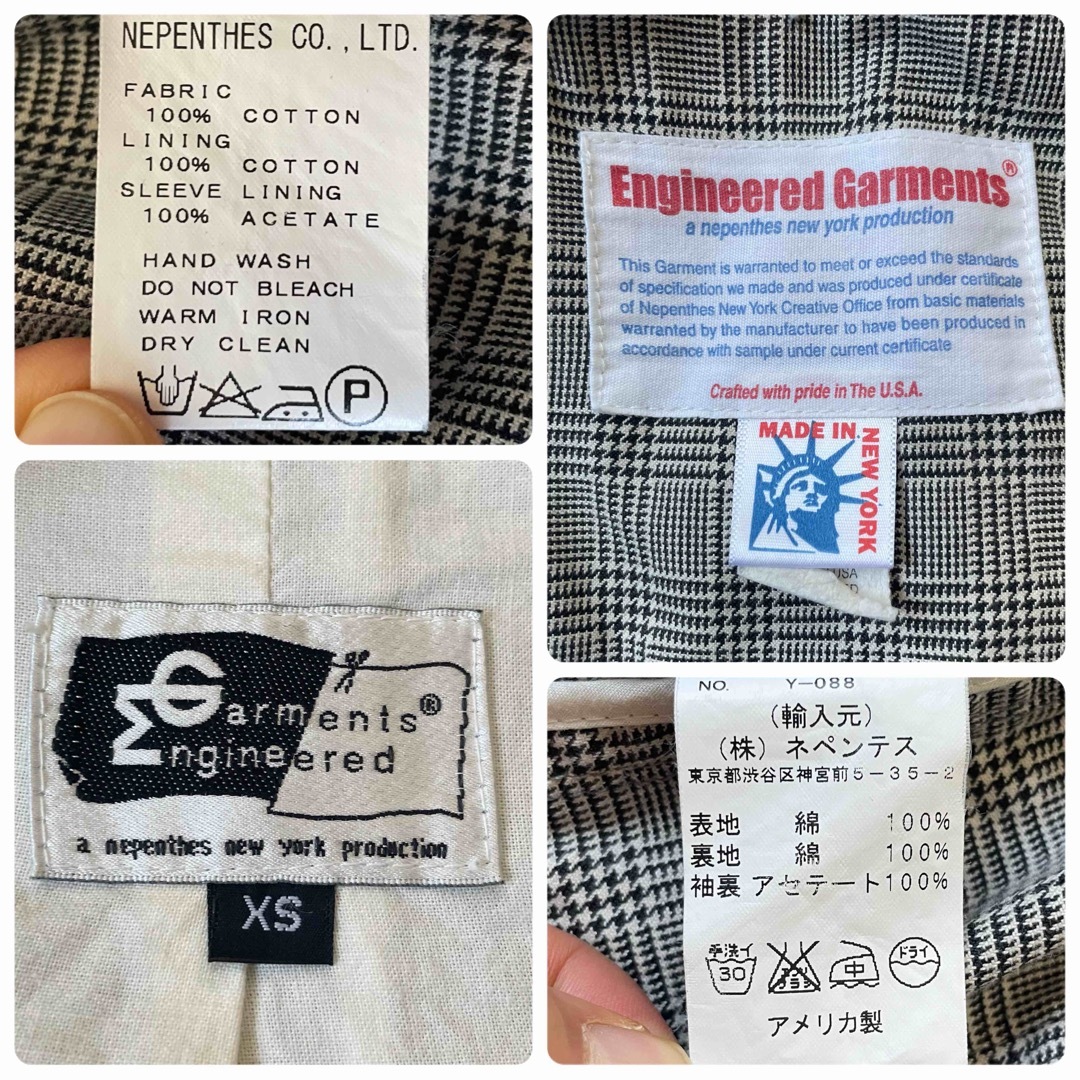 NEPENTHES CO.,LTD.
FABRIC
100% COTTON
LINING
100% COTTON
SLEEVE LINING
100% ACETATE
HAND WASH
DO NOT BLEACH
WARM IRON
DRY CLEAN
P
Engineered Garments®
a nepenthes new york production
This Garment is warranted to meet or exceed the standards
of specification we made and was produced under certificate
of Nepenthes New York Creative Office from basic materials
warranted by the manufacturer to have been produced in
accordance with sample under current certificate
Crafted with pride in The U.S.A.
MADE IN
NEW YORK
USA
Garments®
Engineered
a nepenthes new york production
XS
NO. Y-088
(輸入元)
(株) ネペンテス
東京都渋谷区神宮前5-35-2
表地 綿 100%
裏地 綿 100%
袖裏 アセテート100%
手洗イ
30
エンソ
サラシ
中
ドライ
アメリカ製